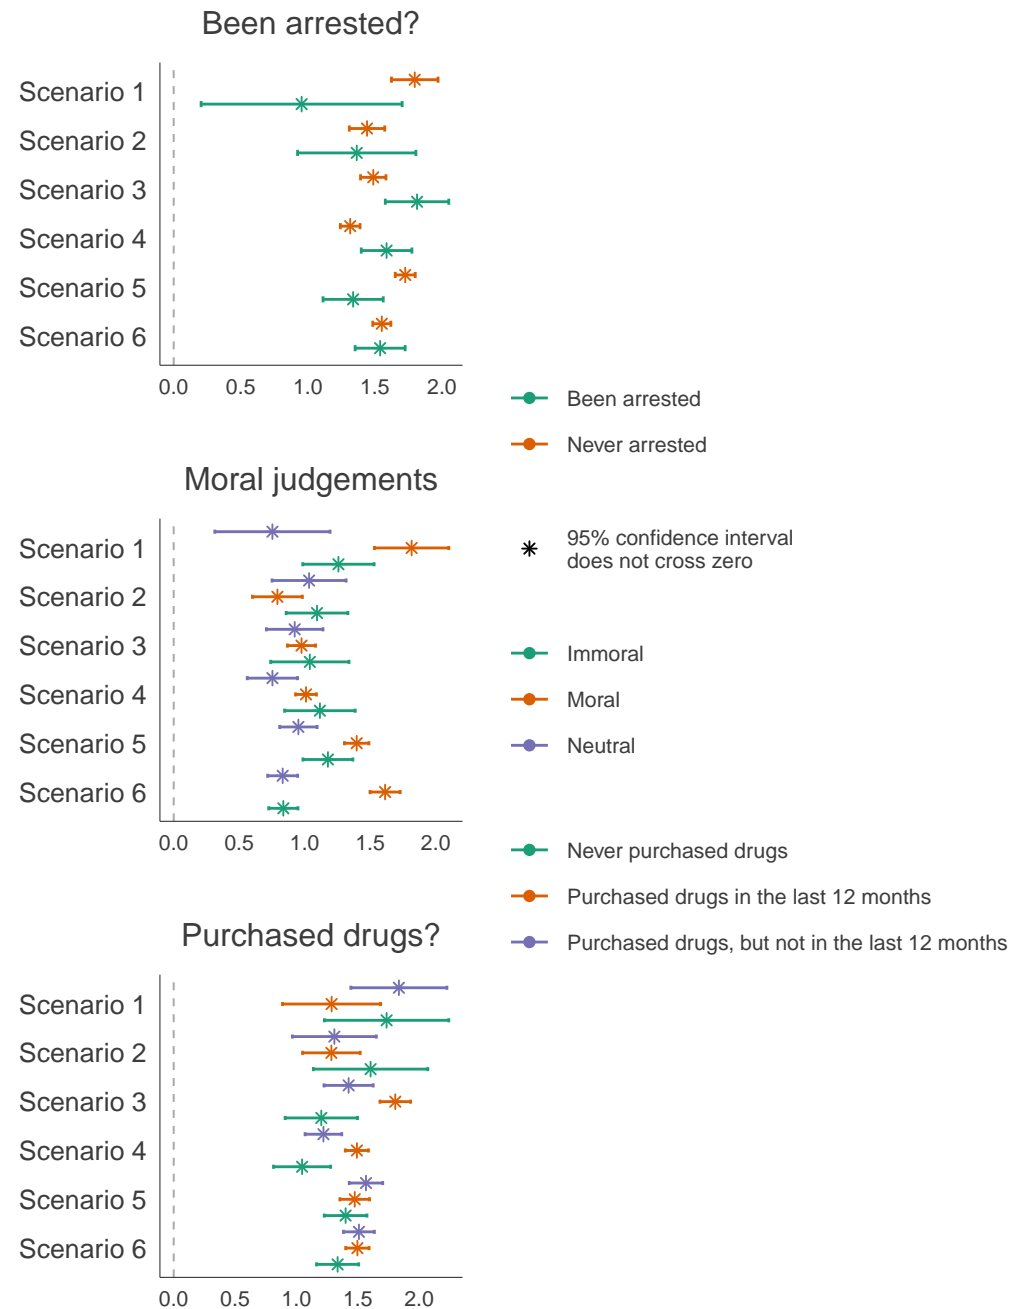 Been arrested?
Scenario 1
Scenario 2
Scenario 3
Scenario 4
Scenario 5
Scenario 6
0.0 0.5 1.0 1.5 2.0
Been arrested
Never arrested
Moral judgements
Scenario 1
Scenario 2
Scenario 3
Scenario 4
Scenario 5
Scenario 6
0.0 0.5 1.0 1.5 2.0
95% confidence interval
does not cross zero
Immoral
Moral
Neutral
Never purchased drugs
Purchased drugs in the last 12 months
Purchased drugs, but not in the last 12 months
Purchased drugs?
Scenario 1
Scenario 2
Scenario 3
Scenario 4
Scenario 5
Scenario 6
0.0 0.5 1.0 1.5 2.0